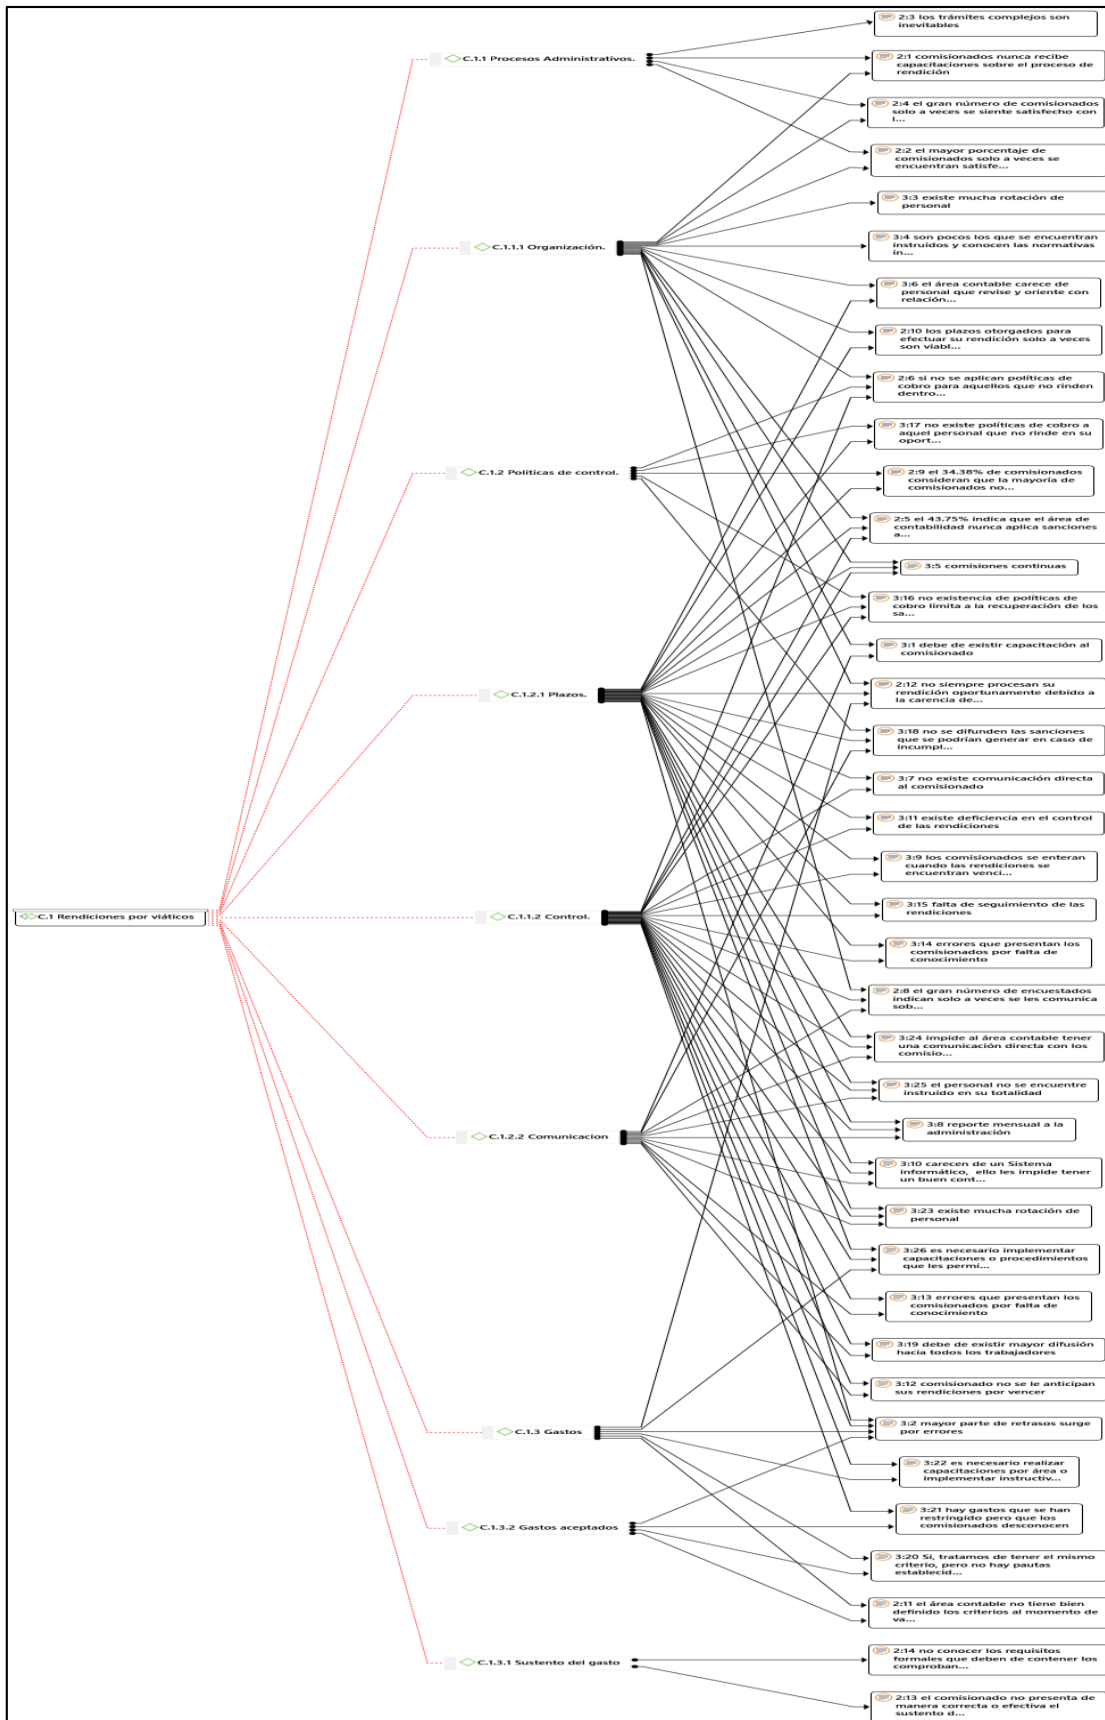 C.1 Rendiciones por viáticos
C.1.1 Procesos Administrativos.
C.1.1.1 Organización.
C.1.2 Políticas de control.
C.1.2.1 Plazos.
C.1.1.2 Control.
C.1.2.2 Comunicacion
C.1.3 Gastos
C.1.3.2 Gastos aceptados
C.1.3.1 Sustento del gasto
2:3 los trámites complejos son
inevitables
2:1 comisionados nunca recibe
capacitaciones sobre el proceso de
rendición
2:4 el gran número de comisionados
solo a veces se siente satisfecho con
l...
2:2 el mayor porcentaje de
comisionados solo a veces se
encuentran satisfe...
3:3 existe mucha rotación de
personal
3:4 son pocos los que se encuentran
instruidos y conocen las normativas
in...
3:6 el área contable carece de
personal que revise y oriente con
relación...
2:10 los plazos otorgados para
efectuar su rendición solo a veces
son viabl...
2:6 si no se aplican políticas de
cobro para aquellos que no rinden
dentro...
3:17 no existe políticas de cobro a
aquel personal que no rinde en su
oport...
2:9 el 34.38% de comisionados
consideran que la mayoría de
comisionados no...
2:5 el 43.75% indica que el área de
contabilidad nunca aplica sanciones
a...
3:5 comisiones continuas
3:16 no existencia de políticas de
cobro limita a la recuperación de los
sa...
3:1 debe de existir capacitación al
comisionado
2:12 no siempre procesan su
rendición oportunamente debido a
la carencia de...
3:18 no se difunden las sanciones
que se podrían generar en caso de
incumpl...
3:7 no existe comunicación directa
al comisionado
3:11 existe deficiencia en el control
de las rendiciones
3:9 los comisionados se enteran
cuando las rendiciones se
encuentran venci...
3:15 falta de seguimiento de las
rendiciones
3:14 errores que presentan los
comisionados por falta de
conocimiento
2:8 el gran número de encuestados
indican solo a veces se les comunica
sob...
3:24 impide al área contable tener
una comunicación directa con los
comisio...
3:25 el personal no se encuentre
instruido en su totalidad
3:8 reporte mensual a la
administración
3:10 carecen de un Sistema
informático, ello les impide tener
un buen cont...
3:23 existe mucha rotación de
personal
3:26 es necesario implementar
capacitaciones o procedimientos
que les permi...
3:13 errores que presentan los
comisionados por falta de
conocimiento
3:19 debe de existir mayor difusión
hacia todos los trabajadores
3:12 comisionado no se le anticipan
sus rendiciones por vencer
3:2 mayor parte de retrasos surge
por errores
3:22 es necesario realizar
capacitaciones por área o
implementar instructiv...
3:21 hay gastos que se han
restringido pero que los
comisionados desconocen
3:20 Si, tratamos de tener el mismo
criterio, pero no hay pautas
establecid...
2:11 el área contable no tiene bien
definido los criterios al momento de
va...
2:14 no conocer los requisitos
formales que deben de contener los
comproban...
2:13 el comisionado no presenta de
manera correcta o efectiva el
sustento d...